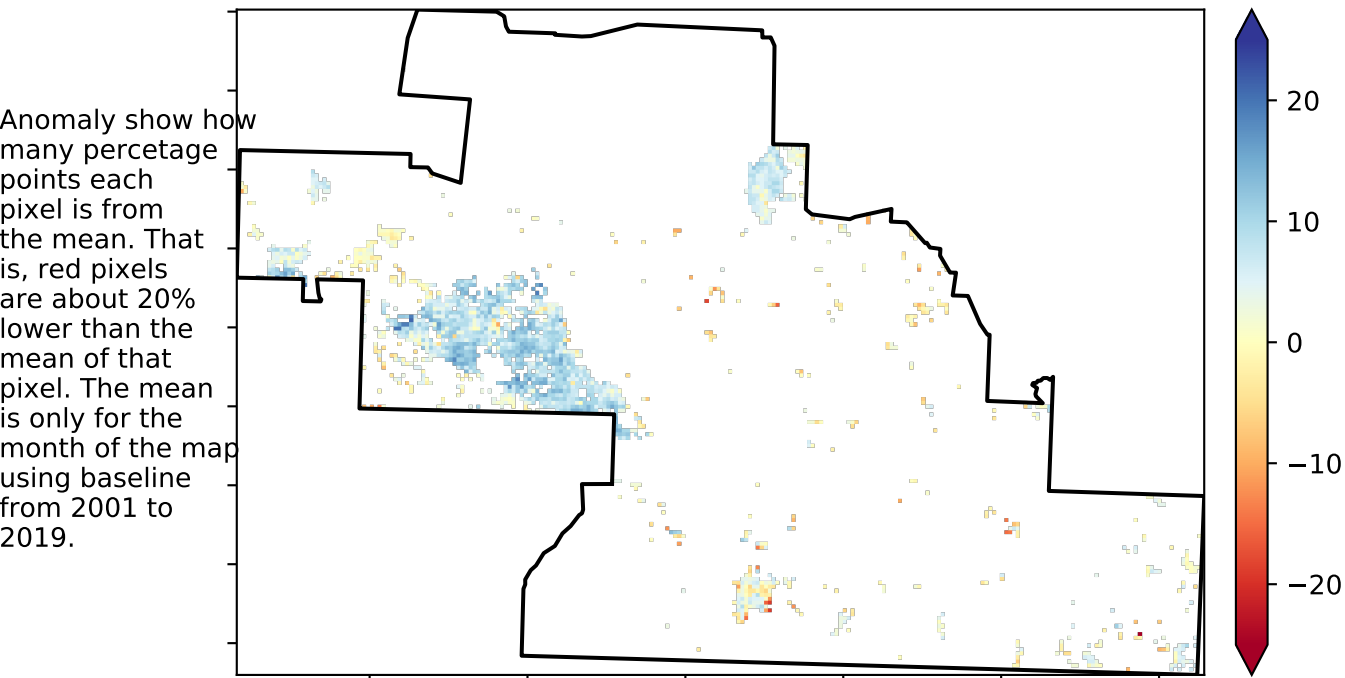 Anomaly show how
many percetage
points each
pixel is from
the mean. That
is, red pixels
are about 20%
lower than the
mean of that
pixel. The mean
is only for the
month of the map
using baseline
from 2001 to
2019.
20
10
0
−10
−20